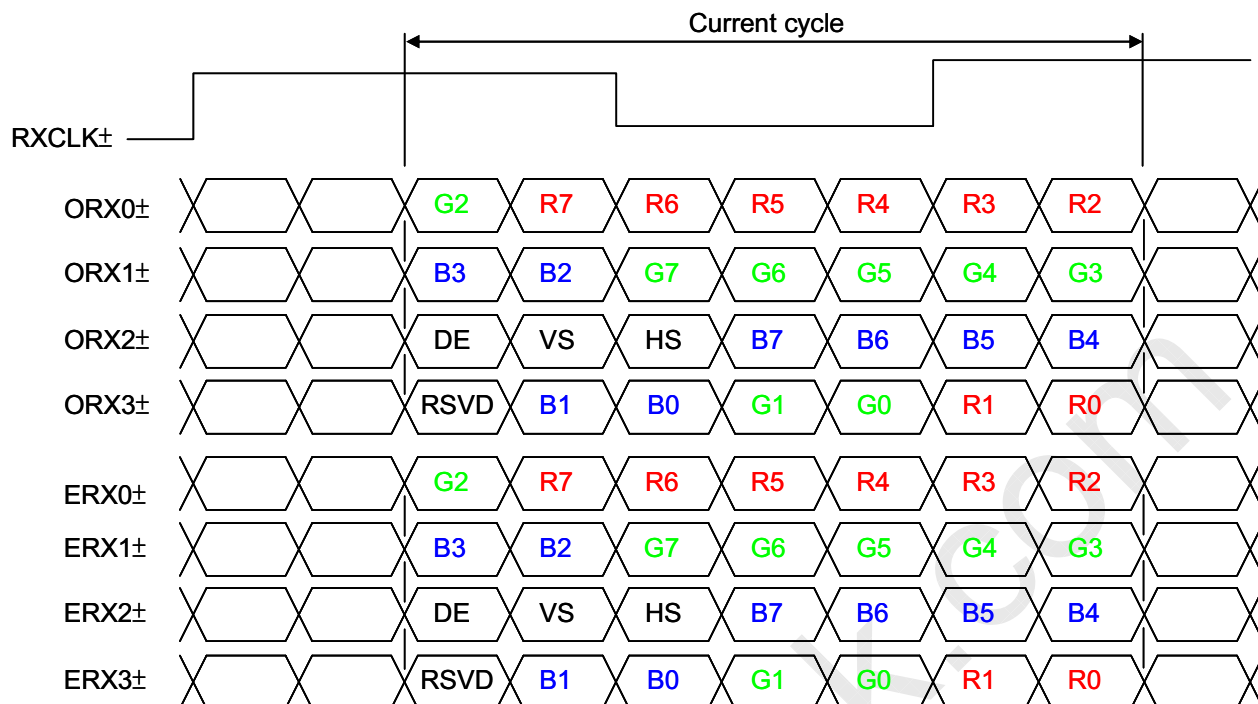 Current cycle
RXCLK±
ORX0± G2 R7 R6 R5 R4 R3 R2
ORX1± B3 B2 G7 G6 G5 G4 G3
ORX2± DE VS HS B7 B6 B5 B4
ORX3± RSVD B1 B0 G1 G0 R1 R0
ERX0± G2 R7 R6 R5 R4 R3 R2
ERX1± B3 B2 G7 G6 G5 G4 G3
ERX2± DE VS HS B7 B6 B5 B4
ERX3± RSVD B1 B0 G1 G0 R1 R0
k.com